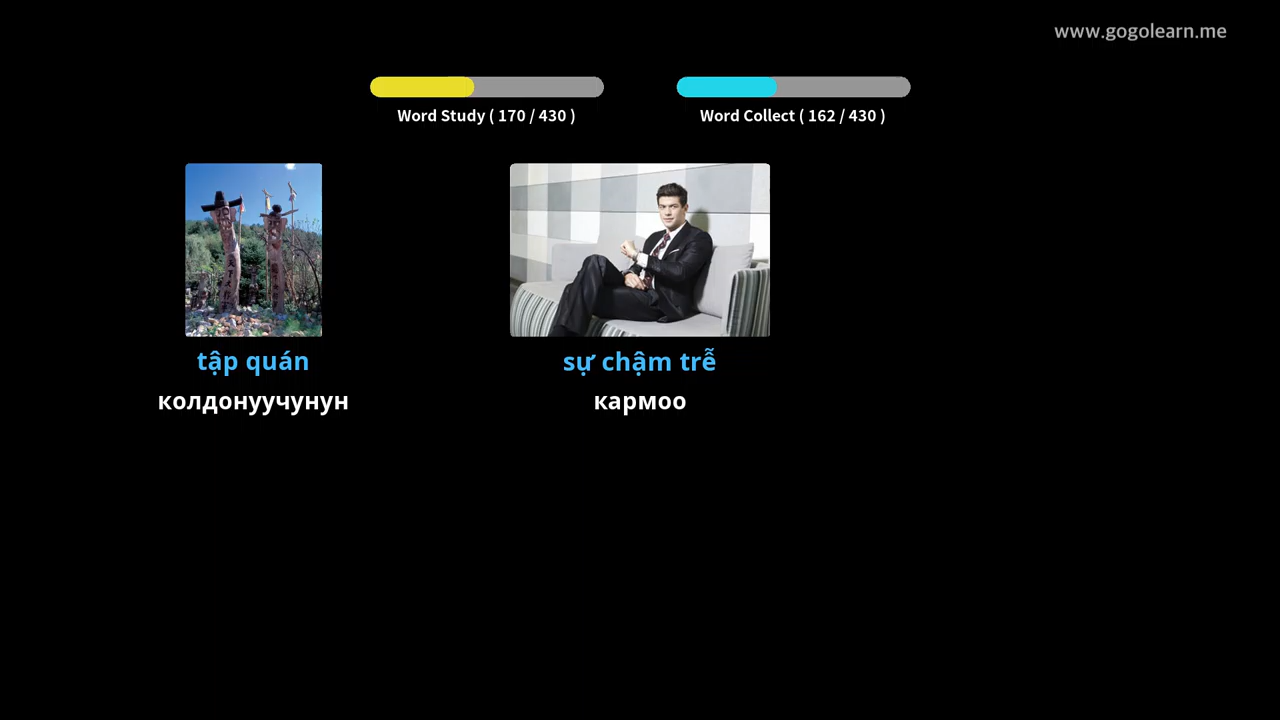 www.gogolearn.me
Word Study ( 170 / 430 )
Word Collect ( 162 / 430 )
tập quán
колдонуучунун
sự chậm trễ
кармоо